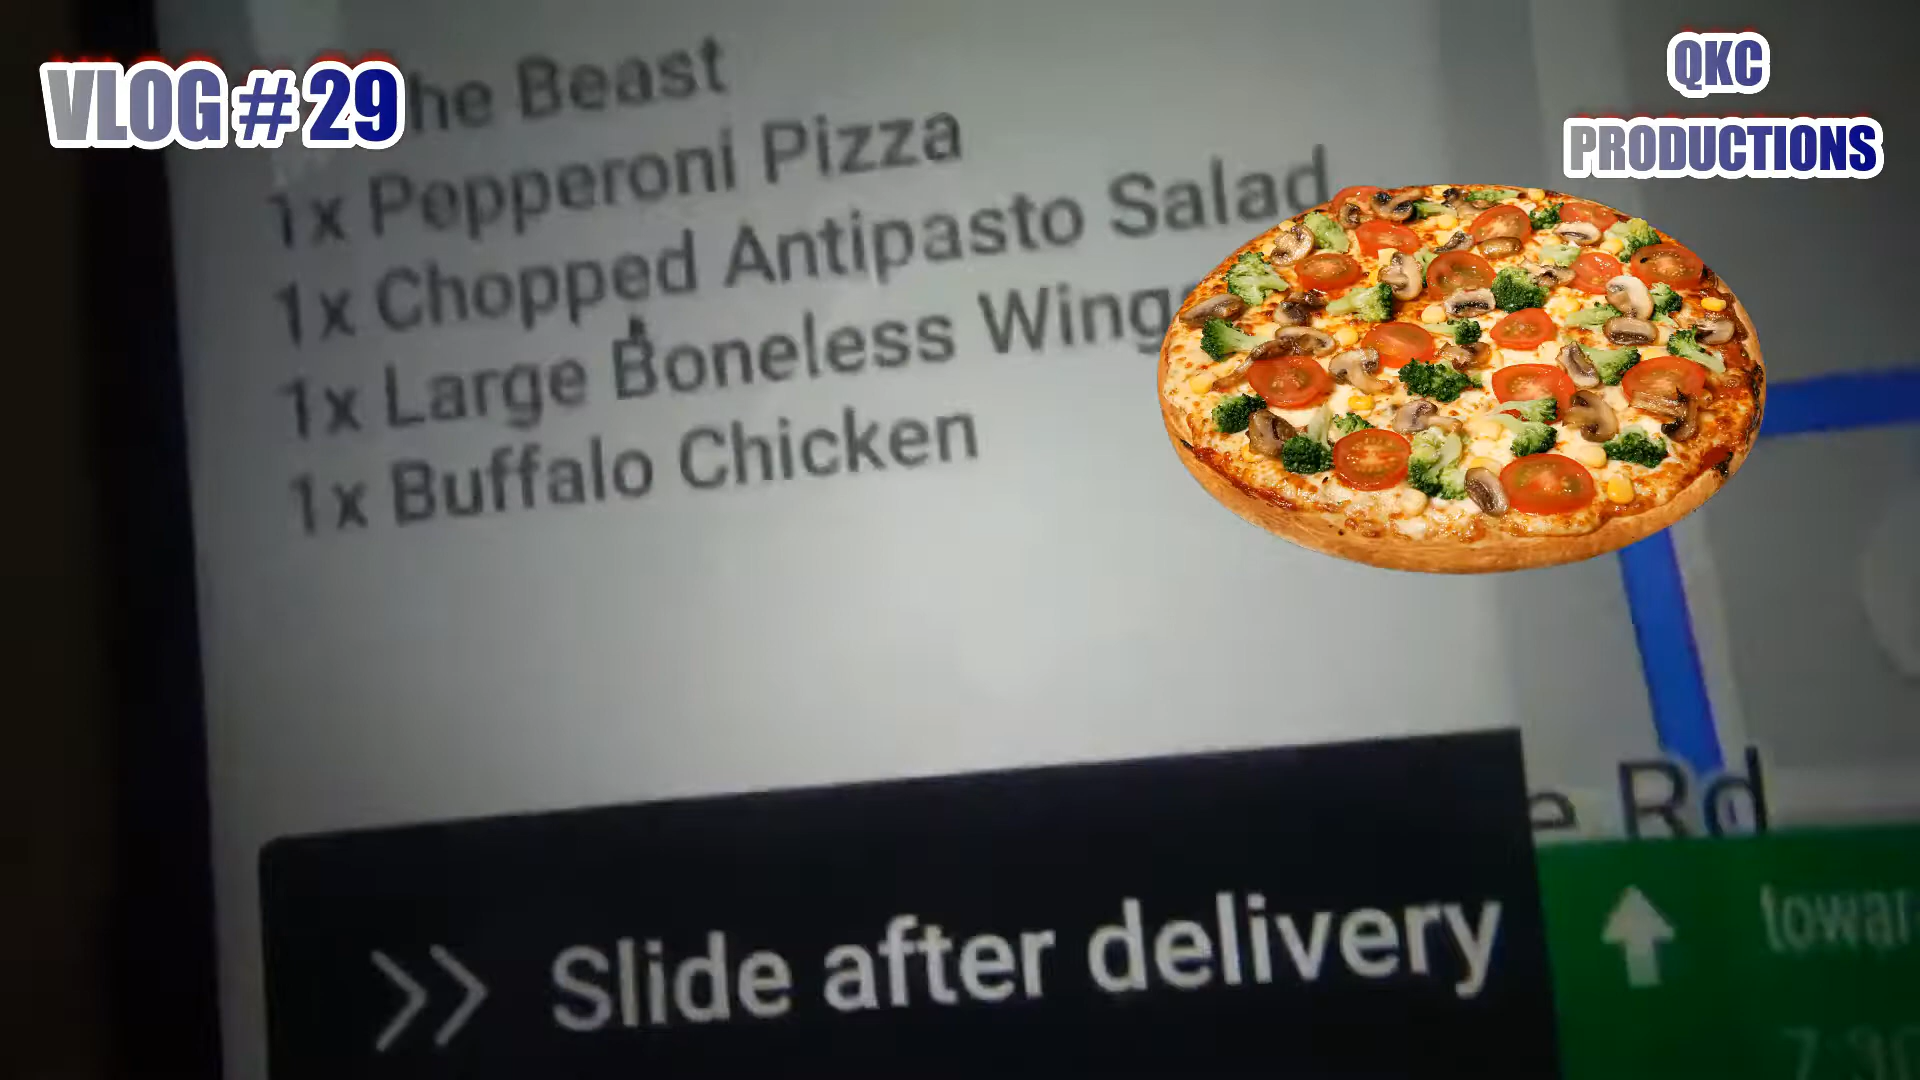 VLOG # 29
QKC
PRODUCTIONS
he Beast
1x Pepperoni Pizza
1x Chopped Antipasto Salad
1x Large Boneless Wing
1x Buffalo Chicken
e Rd
Slide after delivery
towar